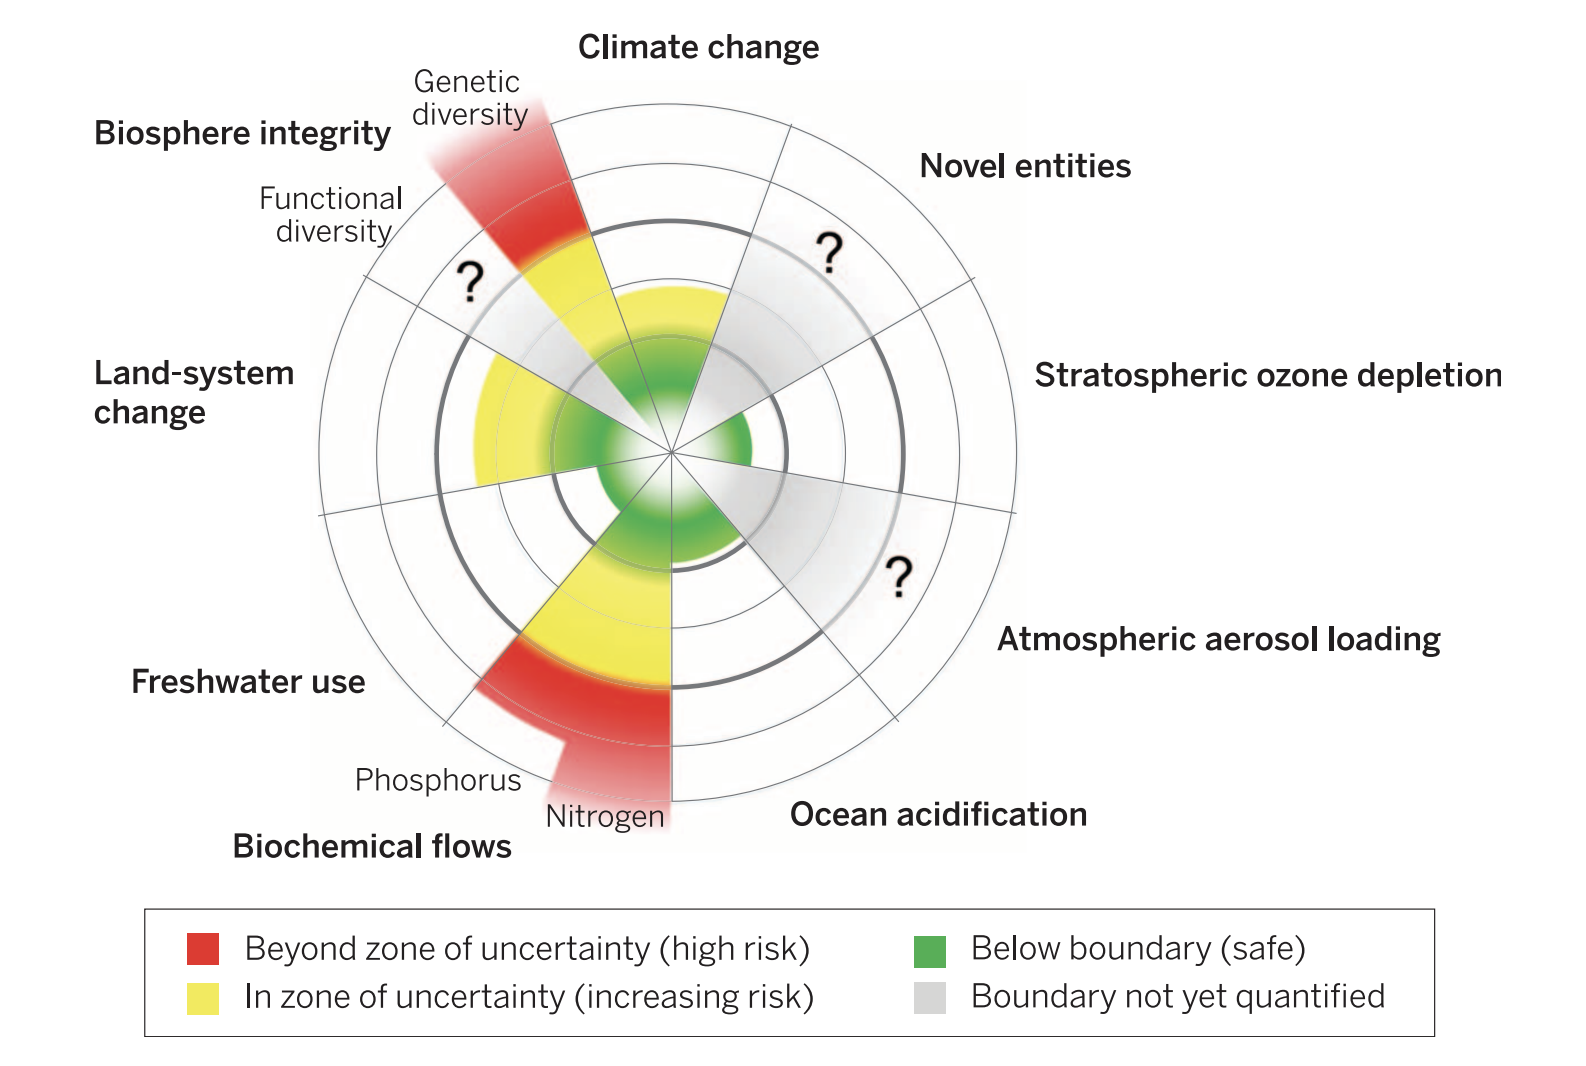 Climate change
Genetic
diversity
Biosphere integrity
Novel entities
Functional
diversity
?
?
Land-system
change
Stratospheric ozone depletion
?
Atmospheric aerosol loading
Freshwater use
Phosphorus
Nitrogen
Ocean acidification
Biochemical flows
Beyond zone of uncertainty (high risk)
In zone of uncertainty (increasing risk)
Below boundary (safe)
Boundary not yet quantified